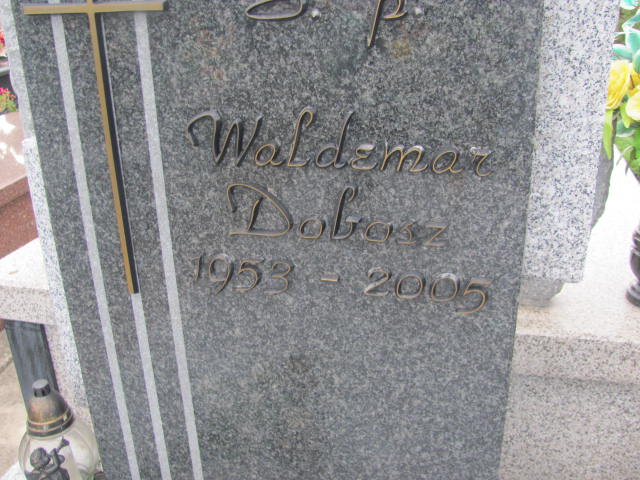 Ś. p.
Waldemar
Dobosz
1953 - 2005